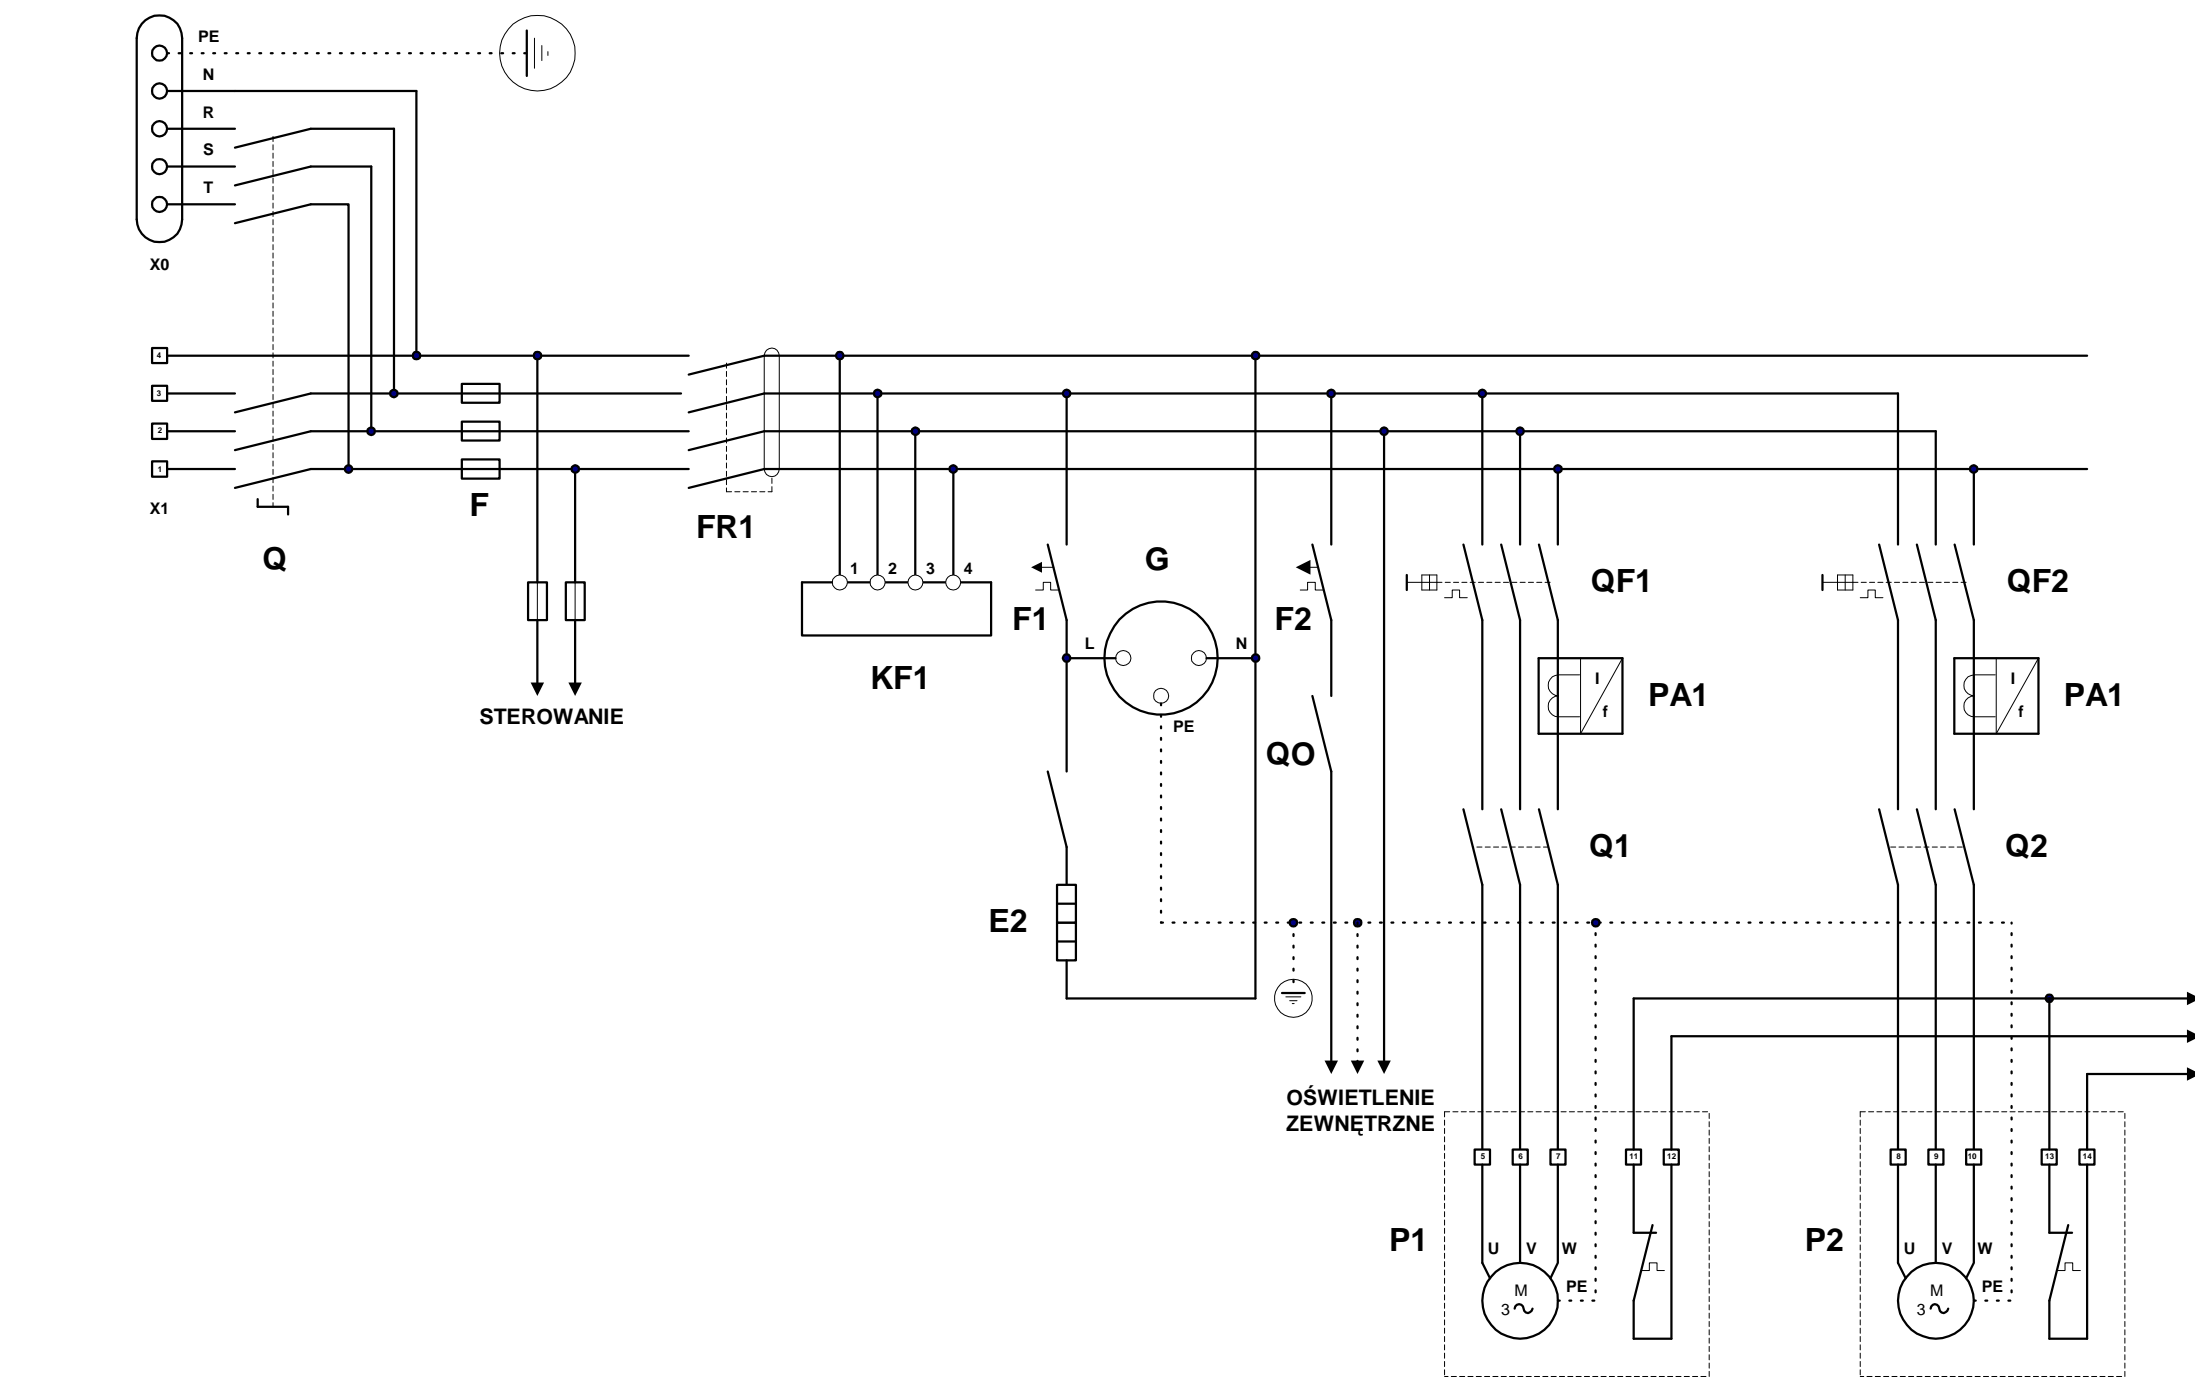 PE
N
R
S
T
X0
4
3
2
1
X1
Q
F
FR1
STEROWANIE
1 2 3 4
KF1
F1
G
L N
PE
E2
F2
QO
OŚWIETLENIE
ZEWNĘTRZNE
QF1
I
f
PA1
Q1
QF2
I
f
PA1
Q2
5 6 7 11 12
P1
U V W
PE
M
3
8 9 10 13 14
P2
U V W
PE
M
3